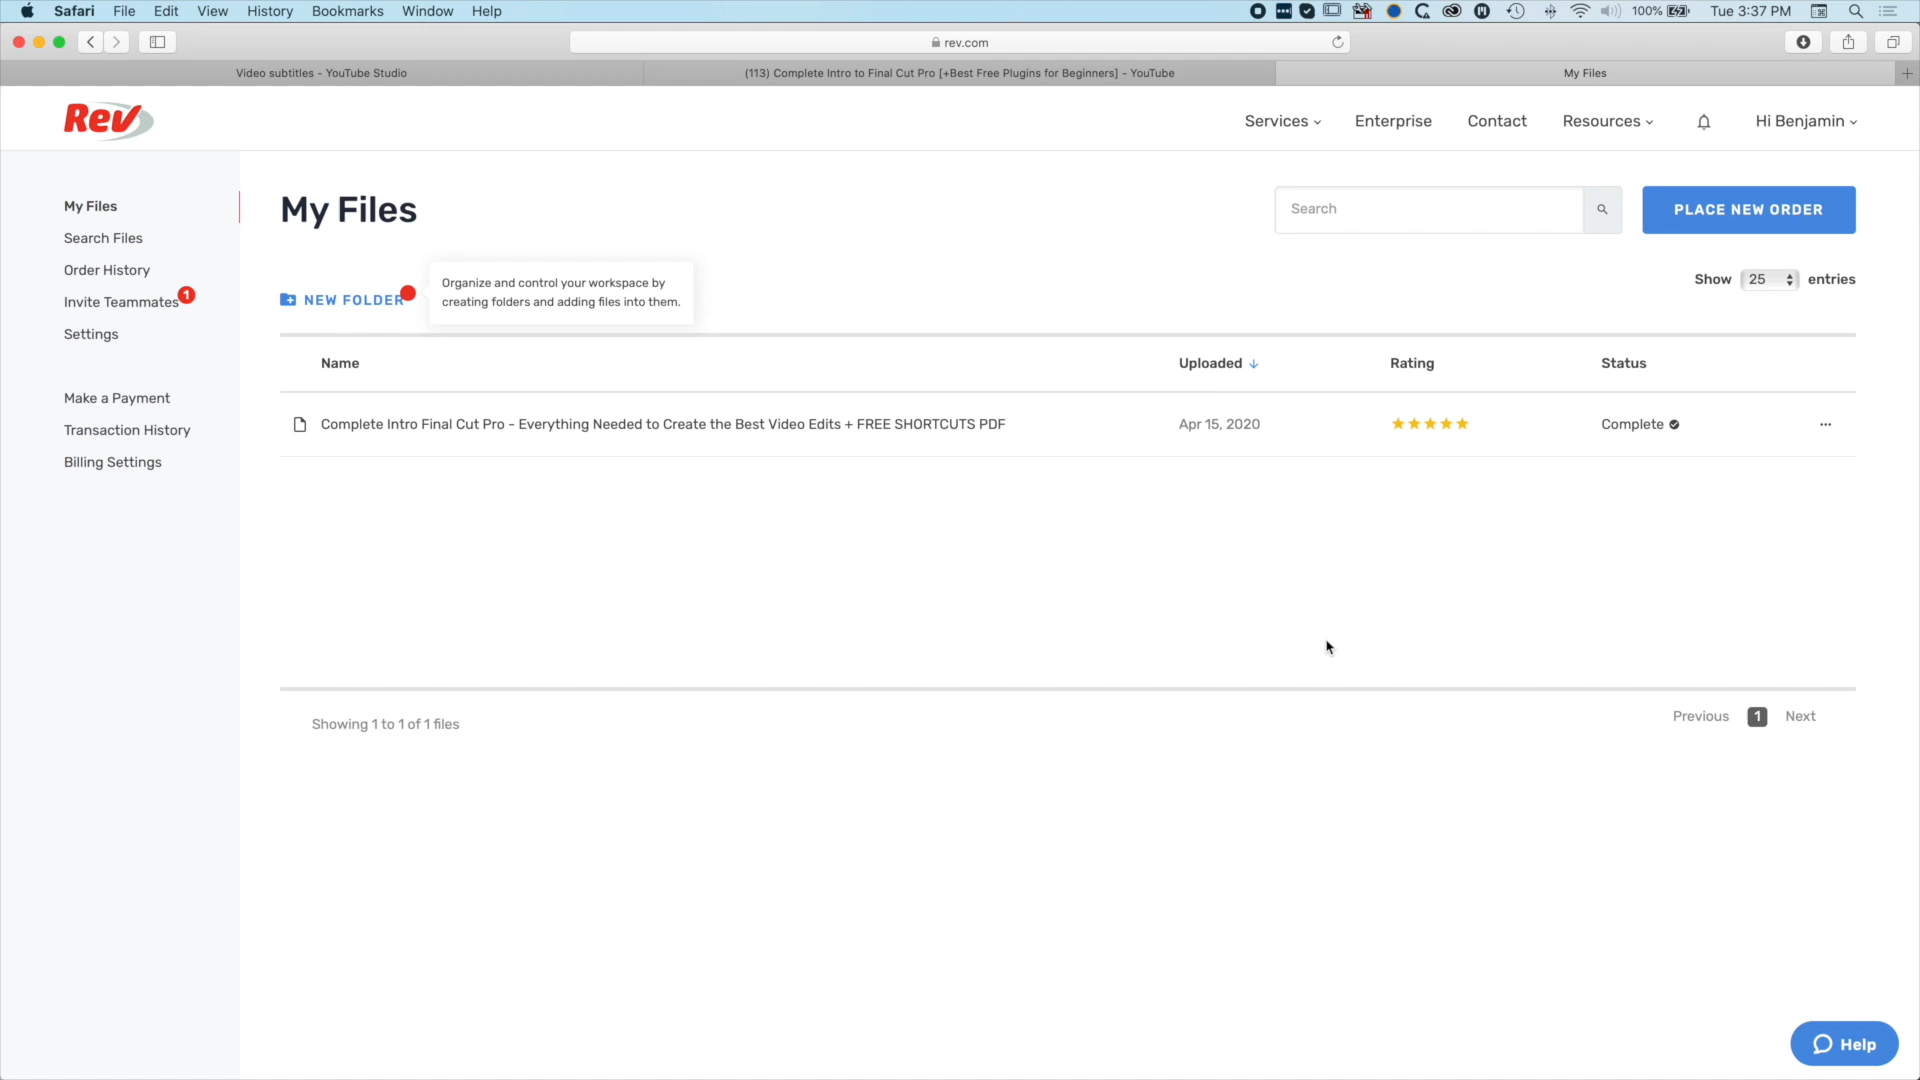 Safari File Edit View History Bookmarks Window Help 100% Tue 3:37 PM
rev.com
Video subtitles - YouTube Studio
(113) Complete Intro to Final Cut Pro [+Best Free Plugins for Beginners] - YouTube
My Files
Rev
Services Enterprise Contact Resources Hi Benjamin
My Files
Search Files
Order History
Invite Teammates 1
Settings
Make a Payment
Transaction History
Billing Settings
My Files
Search
PLACE NEW ORDER
NEW FOLDER
Organize and control your workspace by
creating folders and adding files into them.
Show 25 entries
Name Uploaded Rating Status
Complete Intro Final Cut Pro - Everything Needed to Create the Best Video Edits + FREE SHORTCUTS PDF Apr 15, 2020 Complete
Showing 1 to 1 of 1 files
Previous 1 Next
Help